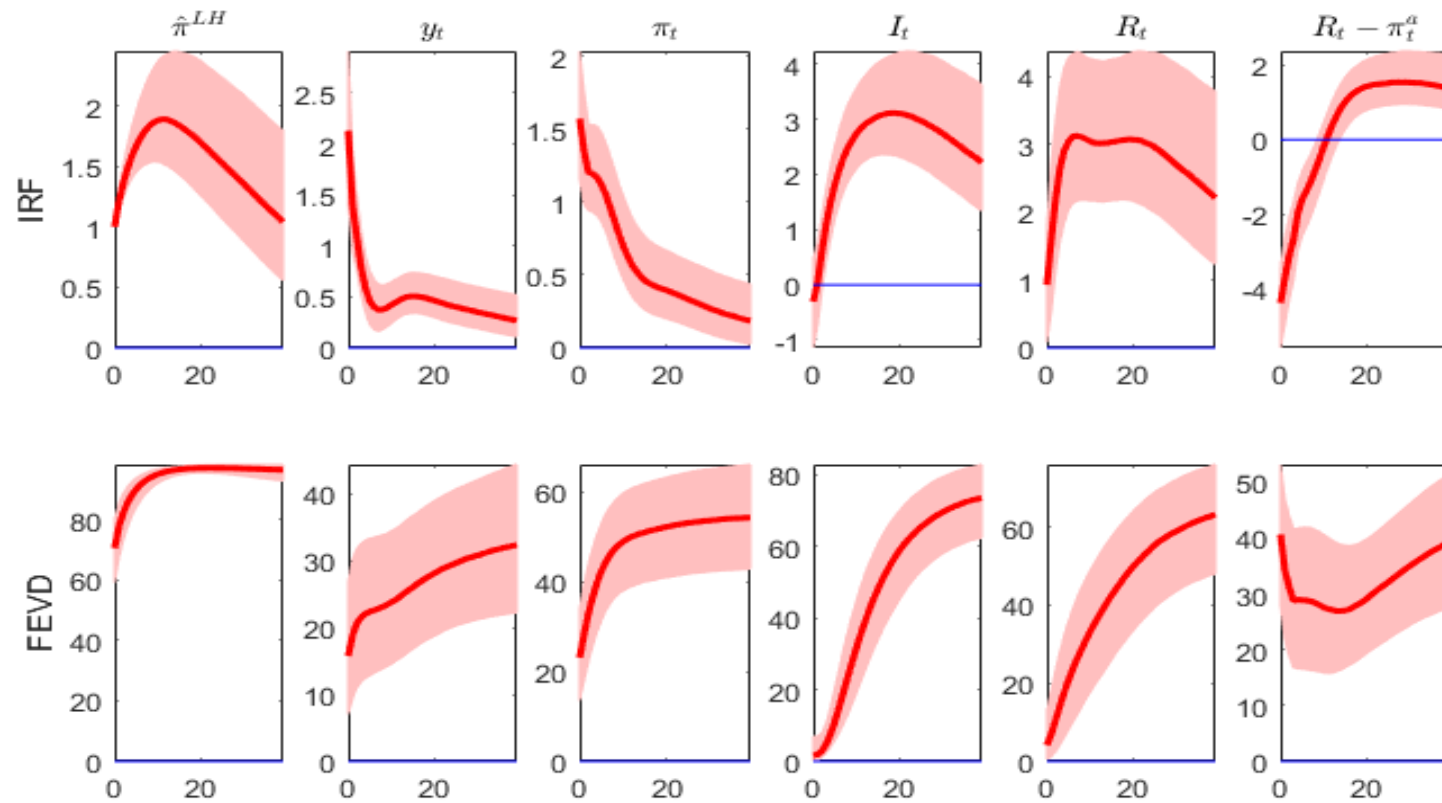 π̂^{LH} y_t π_t I_t R_t R_t − π_t^a
IRF
2 1.5 1 0.5 0
2.5 2 1.5 1 0.5 0
2 1.5 1 0.5 0
4 3 2 1 0 -1
4 3 2 1 0
2 0 -2 -4
0 20 0 20 0 20 0 20 0 20 0 20
FEVD
80 60 40 20 0
40 30 20 10 0
60 40 20 0
80 60 40 20 0
60 40 20 0
50 40 30 20 10 0
0 20 0 20 0 20 0 20 0 20 0 20